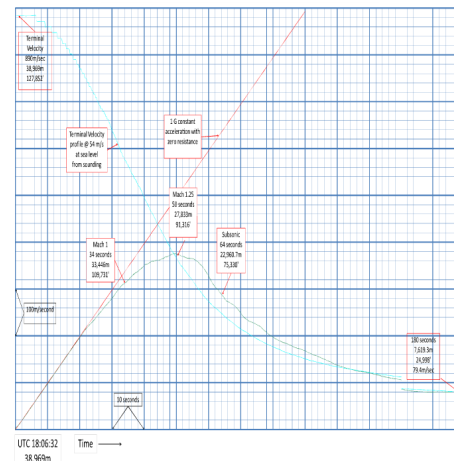 Terminal
Velocity
890m/sec
38,969m
127,852'
1 G constant
acceleration with
zero resistance
Terminal Velocity
profile @ 54 m/s
at sea level
from sounding
Mach 1.25
50 seconds
27,833m
91,316'
Subsonic
64 seconds
22,960.7m
75,330'
Mach 1
34 seconds
33,446m
109,731'
100m/second
180 seconds
7,619.3m
24,998'
79.4m/sec
10 seconds
UTC 18:06:32
38,969m
Time